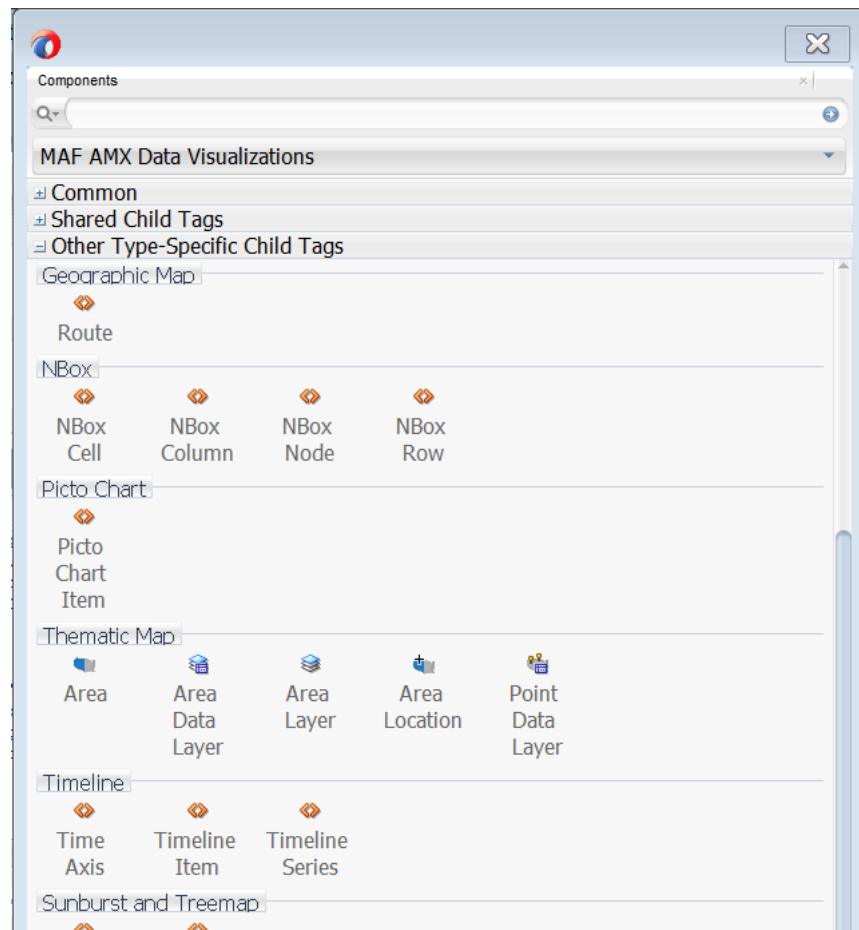 Components
MAF AMX Data Visualizations
Common
Shared Child Tags
Other Type-Specific Child Tags
Geographic Map
Route
NBox
NBox NBox NBox NBox
Cell Column Node Row
Picto Chart
Picto
Chart
Item
Thematic Map
Area Area Area Area Point
Data Layer Location Data
Layer Layer
Timeline
Time Timeline Timeline
Axis Item Series
Sunburst and Treemap